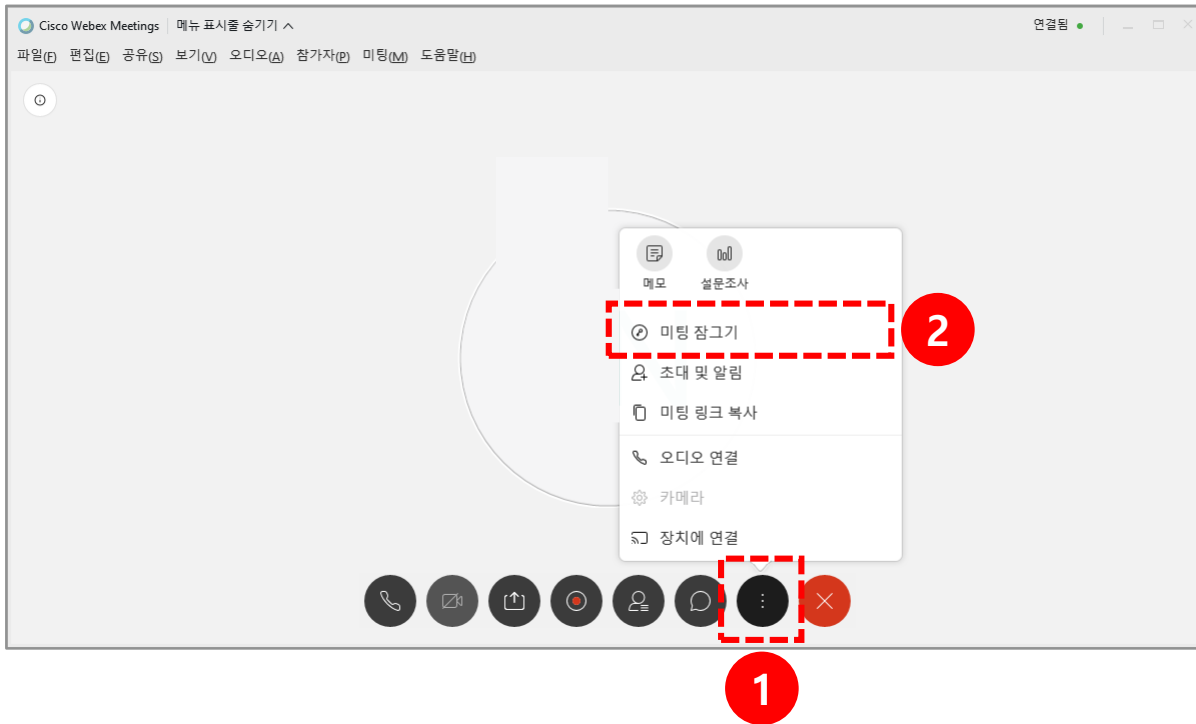 Cisco Webex Meetings 메뉴 표시줄 숨기기 연결됨
파일(F) 편집(E) 공유(S) 보기(V) 오디오(A) 참가자(P) 미팅(M) 도움말(H)
메모 설문조사
미팅 잠그기
2
초대 및 알림
미팅 링크 복사
오디오 연결
카메라
장치에 연결
1